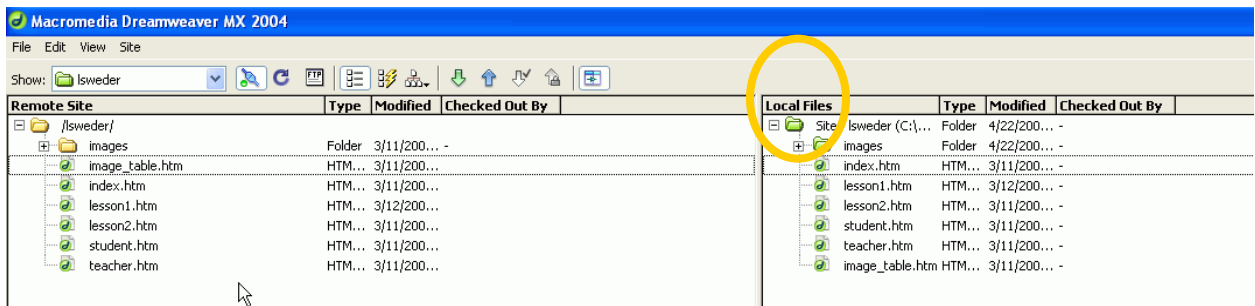 Macromedia Dreamweaver MX 2004
File Edit View Site
Show: lsweder FTP
Remote Site Type Modified Checked Out By
/lsweder/
images Folder 3/11/200... -
image_table.htm HTM... 3/11/200...
index.htm HTM... 3/11/200...
lesson1.htm HTM... 3/12/200...
lesson2.htm HTM... 3/11/200...
student.htm HTM... 3/11/200...
teacher.htm HTM... 3/11/200...
Local Files Type Modified Checked Out By
Site lsweder (C:\... Folder 4/22/200... -
images Folder 4/22/200... -
index.htm HTM... 3/11/200... -
lesson1.htm HTM... 3/12/200... -
lesson2.htm HTM... 3/11/200... -
student.htm HTM... 3/11/200... -
teacher.htm HTM... 3/11/200... -
image_table.htm HTM... 3/11/200... -